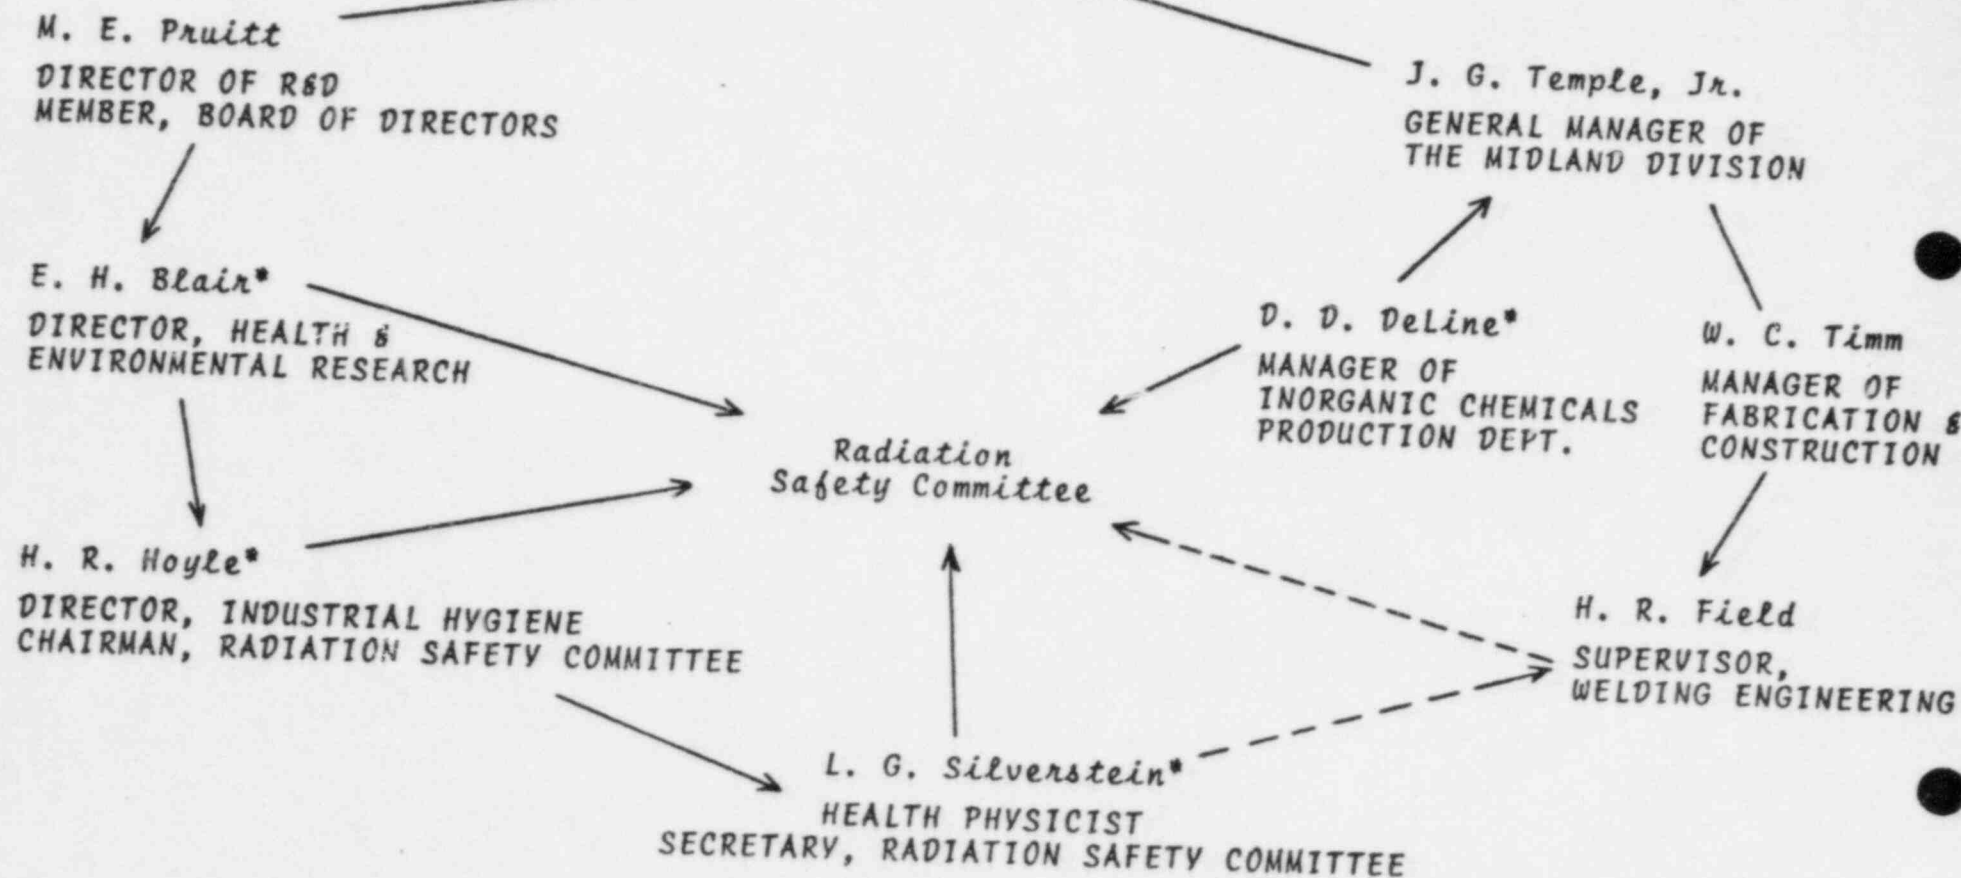 M. E. Pruitt
DIRECTOR OF R&D
MEMBER, BOARD OF DIRECTORS
J. G. Temple, Jr.
GENERAL MANAGER OF
THE MIDLAND DIVISION
E. H. Blair*
DIRECTOR, HEALTH &
ENVIRONMENTAL RESEARCH
D. D. DeLine*
MANAGER OF
INORGANIC CHEMICALS
PRODUCTION DEPT.
W. C. Timm
MANAGER OF
FABRICATION &
CONSTRUCTION
Radiation
Safety Committee
H. R. Hoyle*
DIRECTOR, INDUSTRIAL HYGIENE
CHAIRMAN, RADIATION SAFETY COMMITTEE
H. R. Field
SUPERVISOR,
WELDING ENGINEERING
L. G. Silverstein*
HEALTH PHYSICIST
SECRETARY, RADIATION SAFETY COMMITTEE